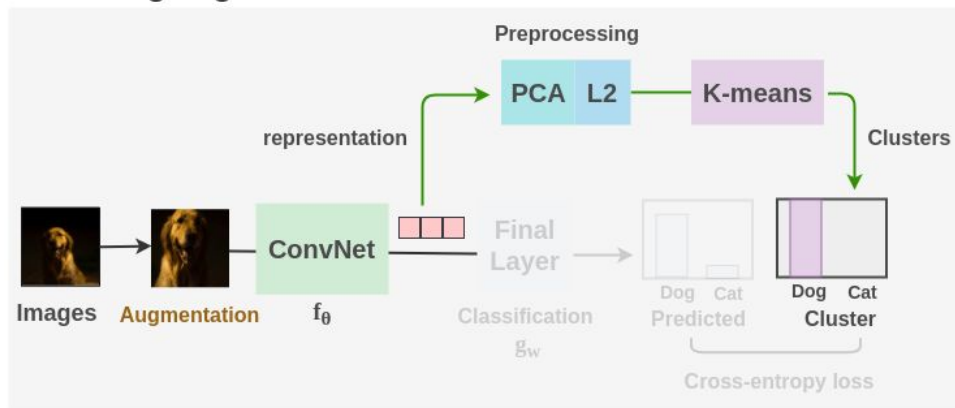 Preprocessing
PCA L2 K-means
representation
Clusters
ConvNet
Final
Layer
Images
Augmentation
fθ
Classification
gw
Dog Cat
Predicted
Dog Cat
Cluster
Cross-entropy loss